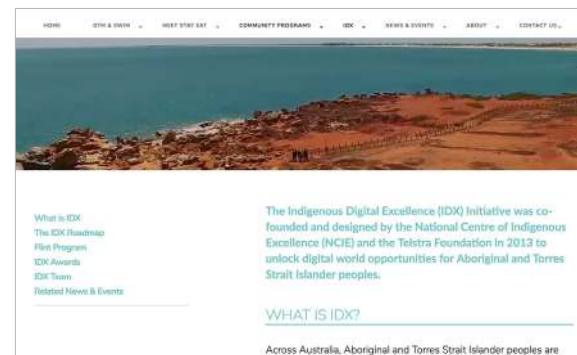 HOME GYM & SWIM MEET STAY EAT COMMUNITY PROGRAMS IDX NEWS & EVENTS ABOUT CONTACT US
What is IDX
The IDX Roadmap
Flint Program
IDX Awards
IDX Team
Related News & Events
The Indigenous Digital Excellence (IDX) Initiative was co-
founded and designed by the National Centre of Indigenous
Excellence (NCIE) and the Telstra Foundation in 2013 to
unlock digital world opportunities for Aboriginal and Torres
Strait Islander peoples.
WHAT IS IDX?
Across Australia, Aboriginal and Torres Strait Islander peoples are